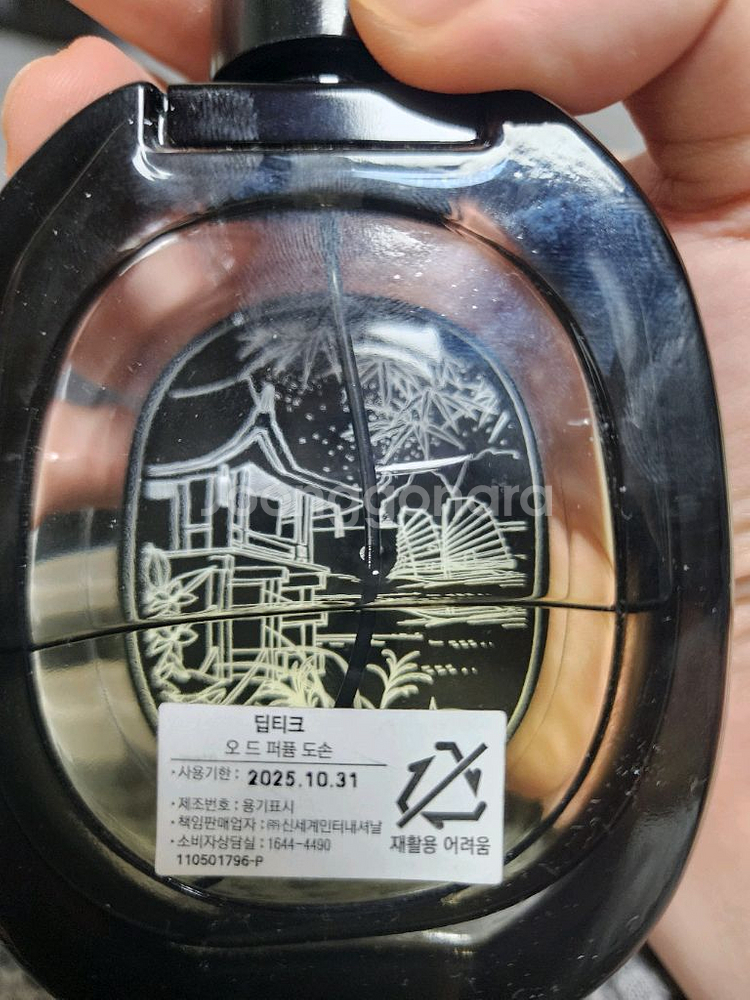 Joonggonara
딥티크
오 드 퍼퓸 도손
·사용기한 : 2025.10.31
·제조번호 : 용기표시
·책임판매업자 : ㈜신세계인터내셔날
·소비자상담실 : 1644-4490
110501796-P
재활용 어려움